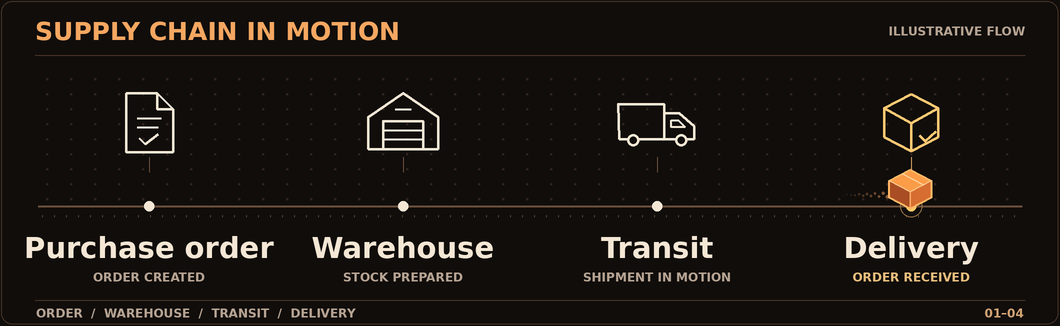 SUPPLY CHAIN IN MOTION
ILLUSTRATIVE FLOW
Purchase order
ORDER CREATED
Warehouse
STOCK PREPARED
Transit
SHIPMENT IN MOTION
Delivery
ORDER RECEIVED
ORDER / WAREHOUSE / TRANSIT / DELIVERY
01–04